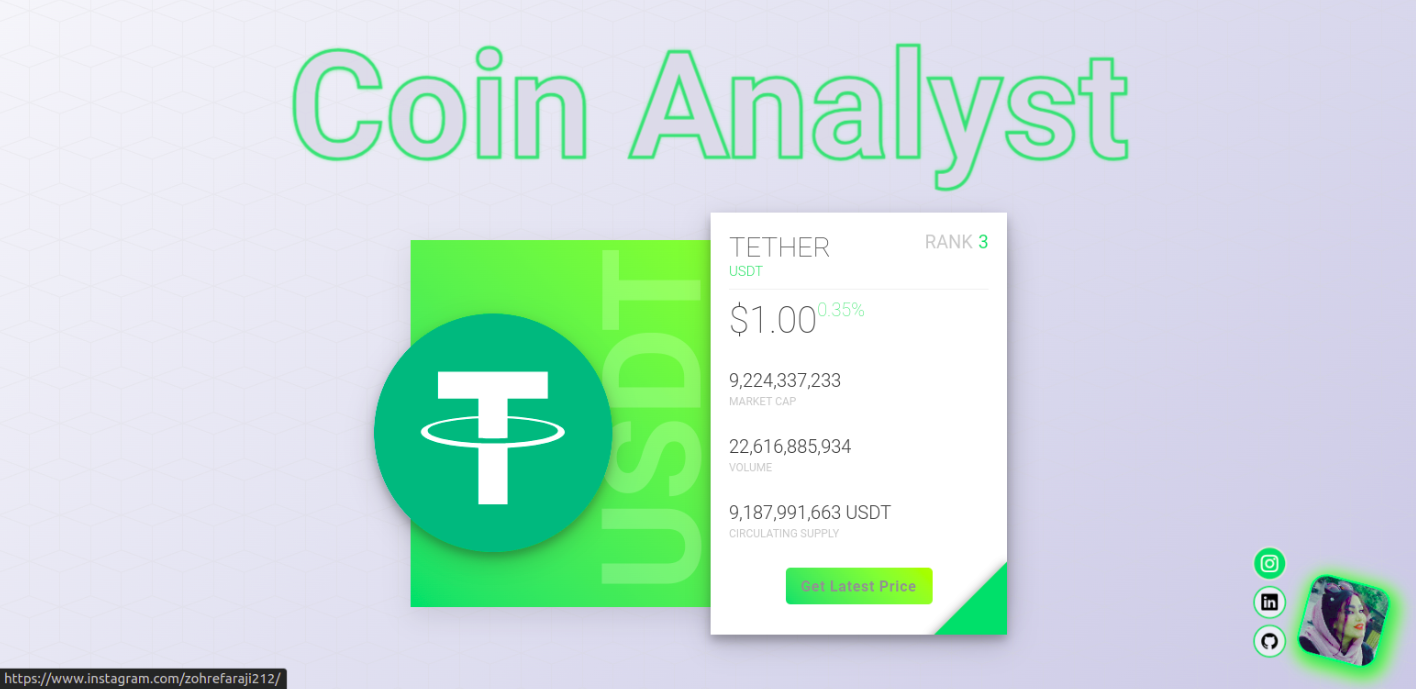 Coin Analyst
USDT
TETHER
RANK 3
USDT
$1.00 0.35%
9,224,337,233
MARKET CAP
22,616,885,934
VOLUME
9,187,991,663 USDT
CIRCULATING SUPPLY
Get Latest Price
in
https://www.instagram.com/zohrefaraji212/